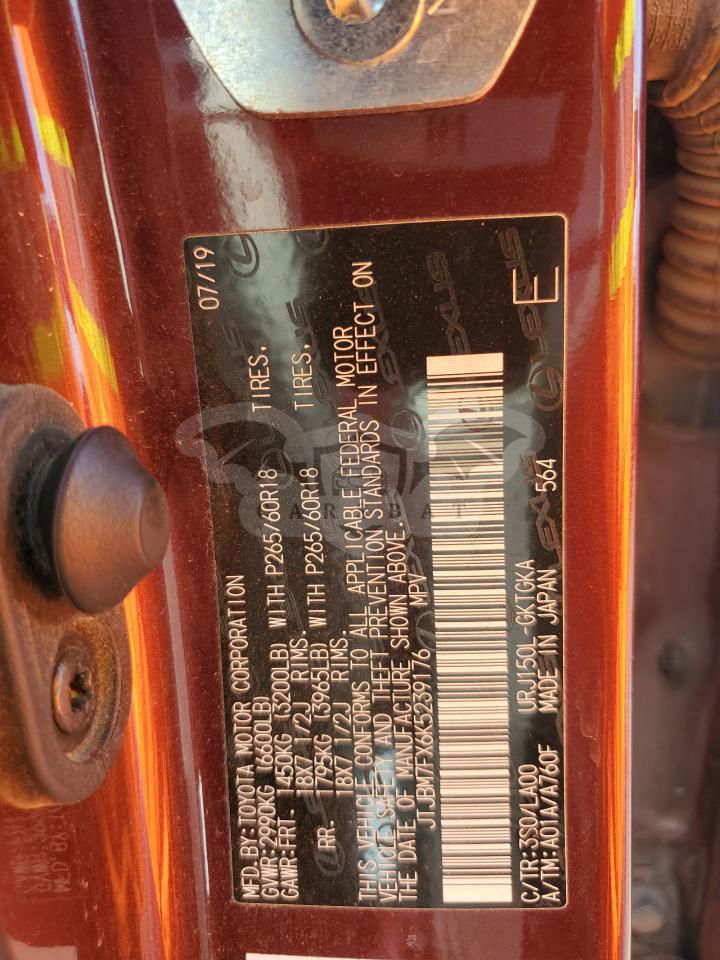 MFD.BY:TOYOTA MOTOR CORPORATION 07/19
GVWR:2990KG (6600LB)
GAWR:FRT- 1450KG (3200LB) WITH P265/60R18 TIRES.
18X7 1/2J RIMS.
RR- 1795KG (3965LB) WITH P265/60R18 TIRES.
18X7 1/2J RIMS.
THIS VEHICLE CONFORMS TO ALL APPLICABLE FEDERAL MOTOR
VEHICLE SAFETY AND THEFT PREVENTION STANDARDS IN EFFECT ON
THE DATE OF MANUFACTURE SHOWN ABOVE.
JTJBM7FX6K5239176 MPV
C/TR:3S0/LA00 URJ150L-GKTGKA E
A/TM:A01A/A760F MADE IN JAPAN 564
LEXUS
CARBAT